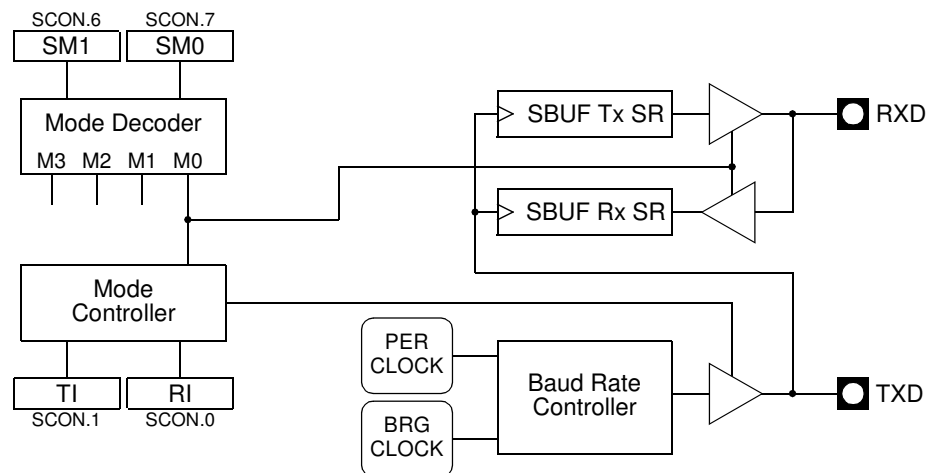 SCON.6 SCON.7
SM1 SM0
Mode Decoder
M3 M2 M1 M0
SBUF Tx SR
RXD
SBUF Rx SR
Mode
Controller
TI RI
SCON.1 SCON.0
PER
CLOCK
BRG
CLOCK
Baud Rate
Controller
TXD